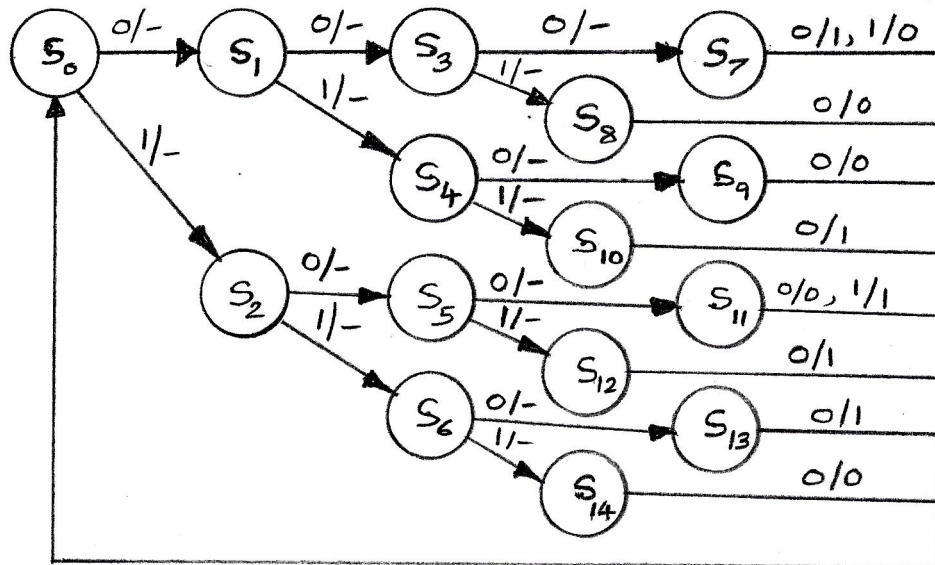 S0 0/- S1 0/- S3 0/- S7 0/1, 1/0
1/- S8 0/0
1/- S4 0/- S9 0/0
1/- S10 0/1
1/- S2 0/- S5 0/- S11 0/0, 1/1
1/- S12 0/1
1/- S6 0/- S13 0/1
1/- S14 0/0